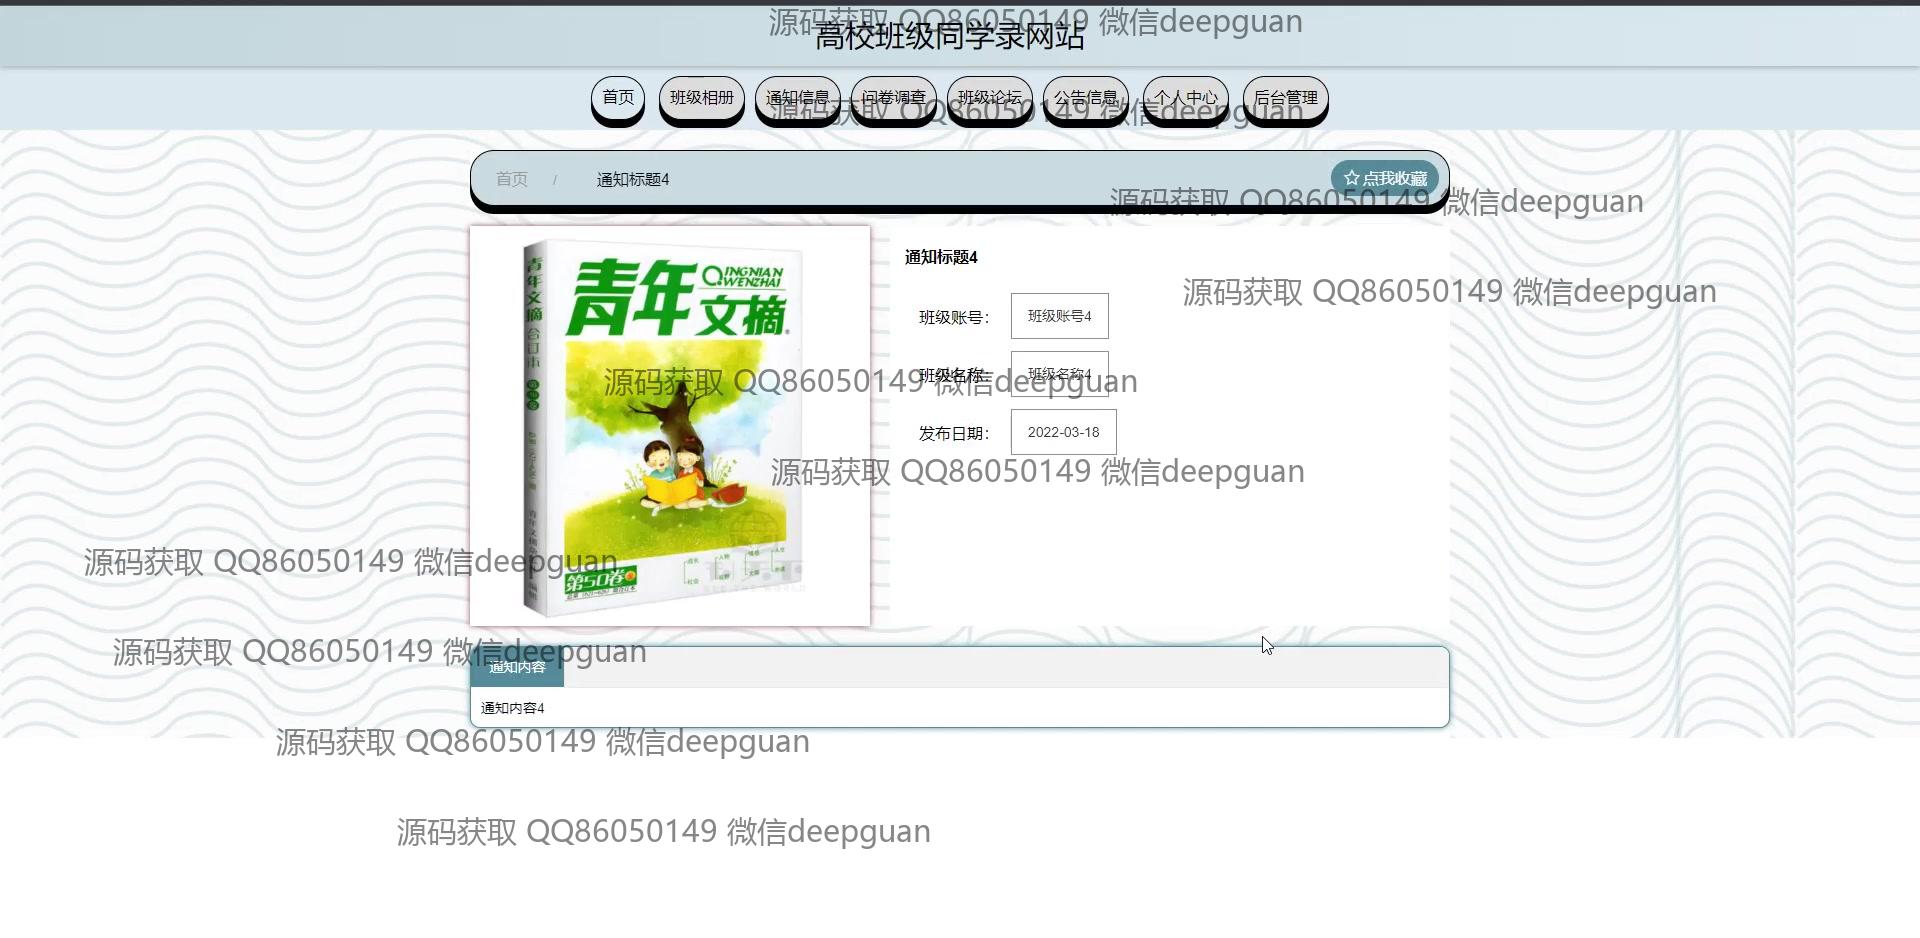 源码获取 QQ86050149 微信deepguan
高校班级同学录网站
首页 班级相册 通知信息 问卷调查 班级论坛 公告信息 个人中心 后台管理
源码获取 QQ86050149 微信deepguan
首页 / 通知标题4 点我收藏
源码获取 QQ86050149 微信deepguan
青年文摘
QINGNIAN
WENZHAI
青年文摘合订本
第50卷
通知标题4
源码获取 QQ86050149 微信deepguan
班级账号： 班级账号4
班级名称： 班级名称4
源码获取 QQ86050149 微信deepguan
发布日期： 2022-03-18
源码获取 QQ86050149 微信deepguan
源码获取 QQ86050149 微信deepguan
源码获取 QQ86050149 微信deepguan
通知内容
通知内容4
源码获取 QQ86050149 微信deepguan
源码获取 QQ86050149 微信deepguan